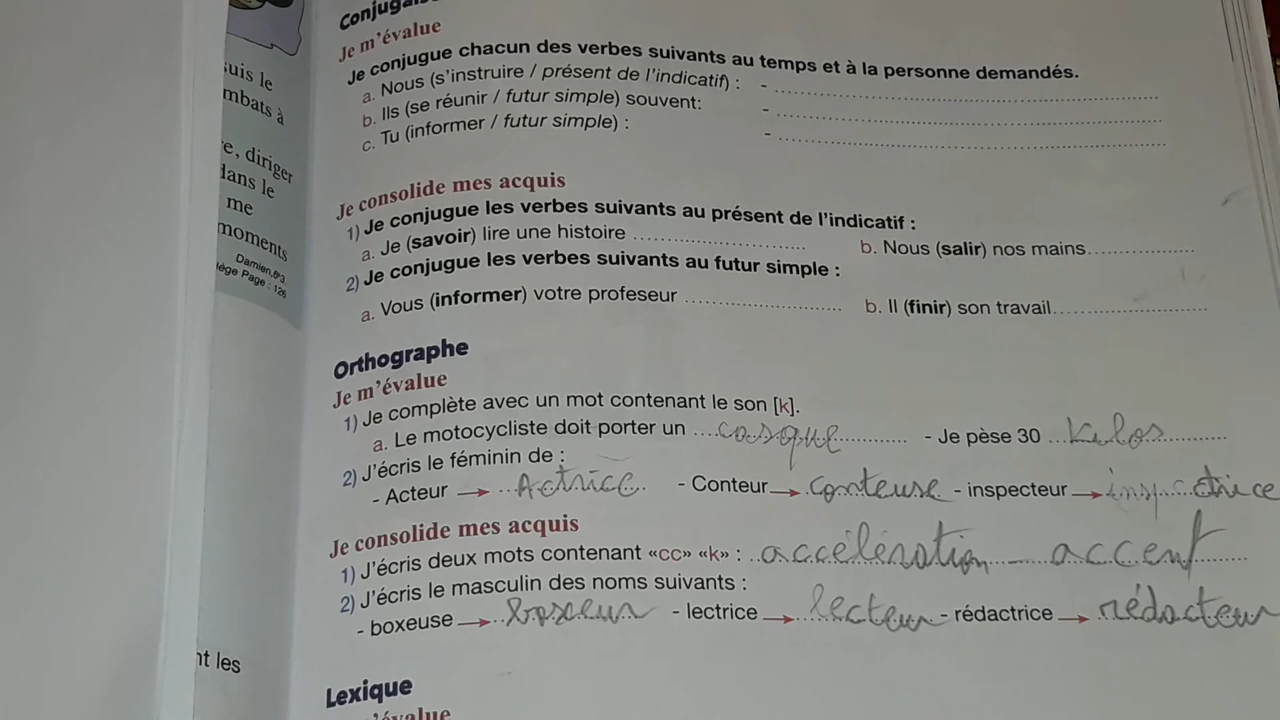 Conjugais
Je m'évalue
Je conjugue chacun des verbes suivants au temps et à la personne demandés.
a. Nous (s'instruire / présent de l'indicatif) : - ........
b. Ils (se réunir / futur simple) souvent: - ........
c. Tu (informer / futur simple) : - ........
Je consolide mes acquis
1) Je conjugue les verbes suivants au présent de l'indicatif :
a. Je (savoir) lire une histoire ........ b. Nous (salir) nos mains........
2) Je conjugue les verbes suivants au futur simple :
a. Vous (informer) votre profeseur ........ b. Il (finir) son travail........
Orthographe
Je m'évalue
1) Je complète avec un mot contenant le son [k].
a. Le motocycliste doit porter un ....casque........ - Je pèse 30 ...Kilos........
2) J'écris le féminin de :
- Acteur → ..Actrice. - Conteur → .conteuse - inspecteur → inspectrice
Je consolide mes acquis
1) J'écris deux mots contenant «cc» «k» : ..accélération ... accent......
2) J'écris le masculin des noms suivants :
- boxeuse → ..boxeur - lectrice → lecteur - rédactrice → rédacteur
Lexique
m'évalue
suis le
mbats à
e, diriger
dans le
me
moments
Damien,6e3
ège Page : 126
nt les